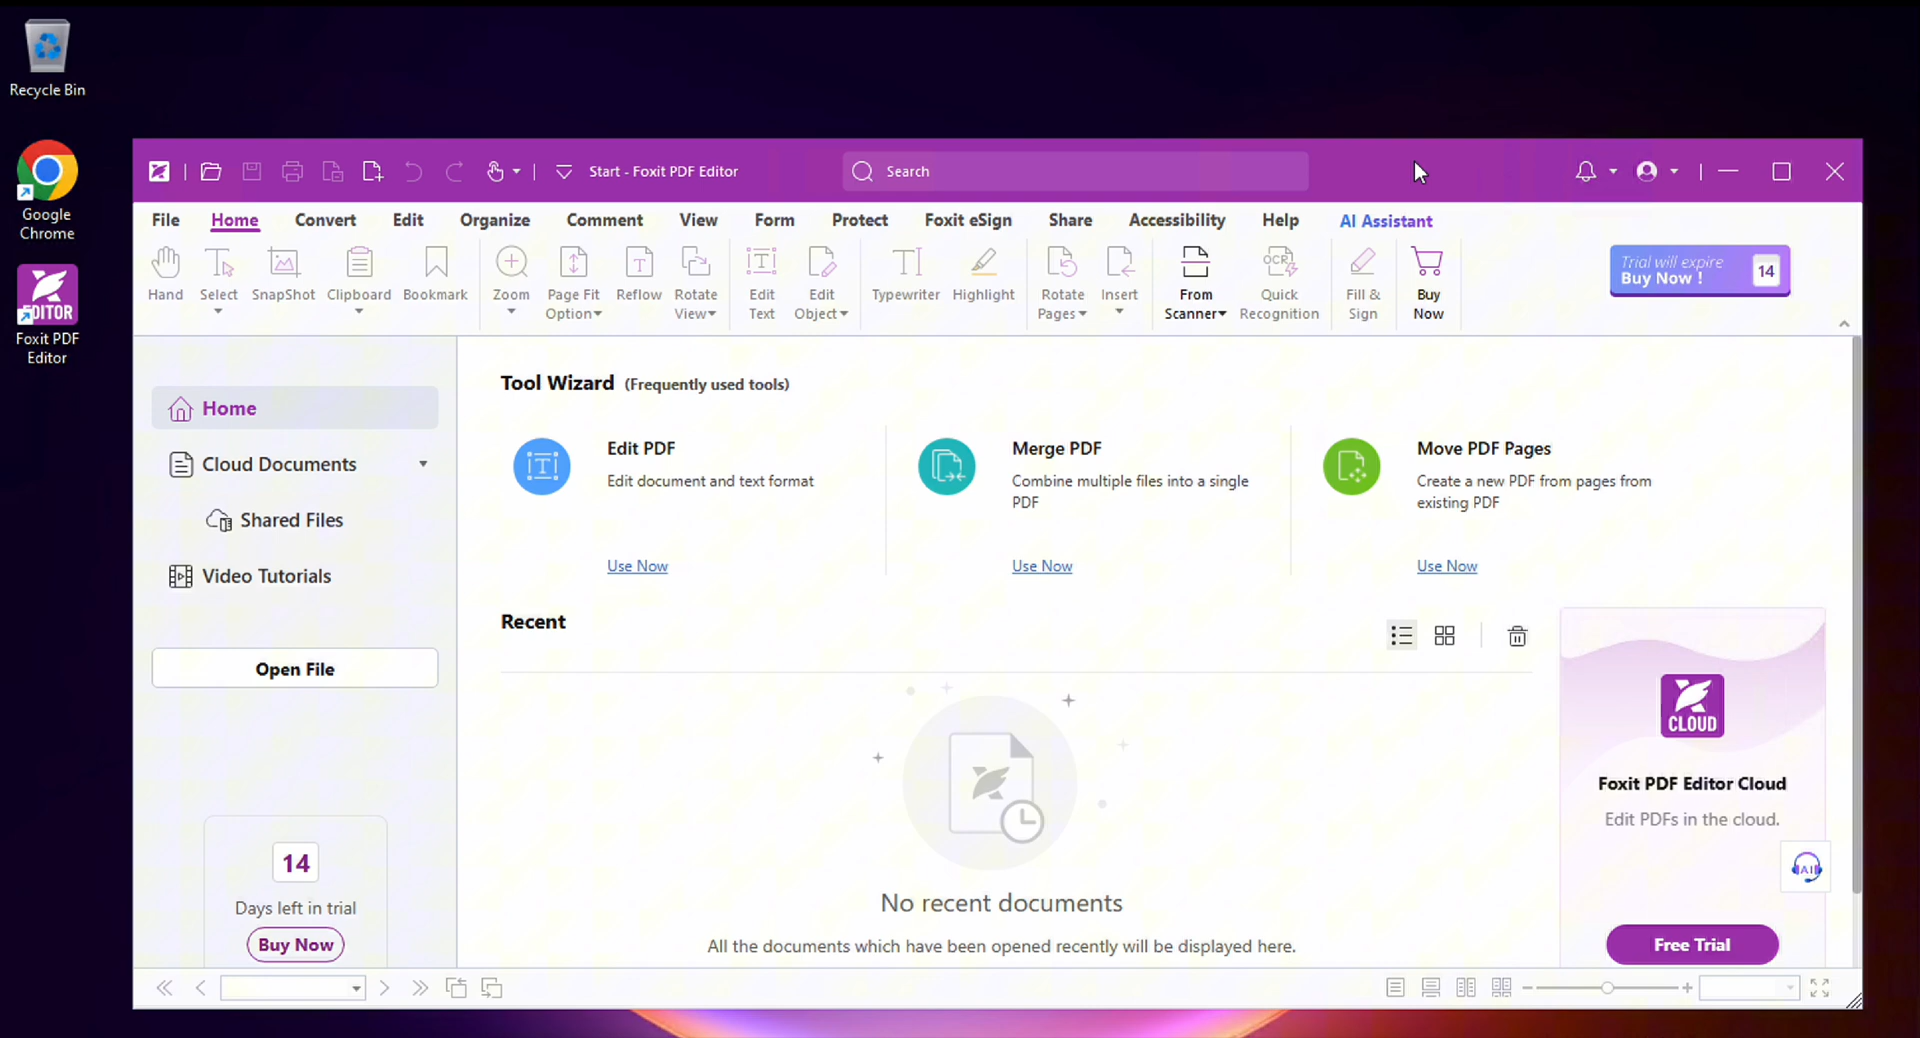 Recycle Bin
Google
Chrome
EDITOR
Foxit PDF
Editor
Start - Foxit PDF Editor
Search
File Home Convert Edit Organize Comment View Form Protect Foxit eSign Share Accessibility Help AI Assistant
Hand Select SnapShot Clipboard Bookmark Zoom Page Fit Option Reflow Rotate View Edit Text Edit Object Typewriter Highlight Rotate Pages Insert From Scanner OCR Quick Recognition Fill & Sign Buy Now
Trial will expire
Buy Now !
14
Home
Cloud Documents
Shared Files
Video Tutorials
Open File
14
Days left in trial
Buy Now
Tool Wizard (Frequently used tools)
Edit PDF
Edit document and text format
Use Now
Merge PDF
Combine multiple files into a single
PDF
Use Now
Move PDF Pages
Create a new PDF from pages from
existing PDF
Use Now
Recent
No recent documents
All the documents which have been opened recently will be displayed here.
CLOUD
Foxit PDF Editor Cloud
Edit PDFs in the cloud.
AI
Free Trial